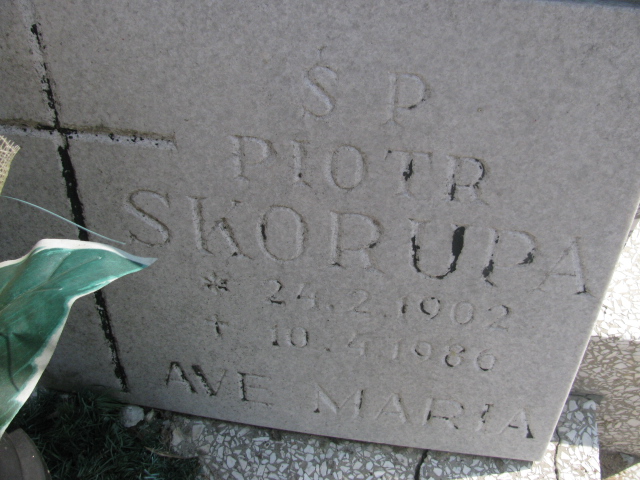 Ś P
PIOTR
SKORUPA
* 24.2.1902
+ 10.4.1986
AVE MARIA